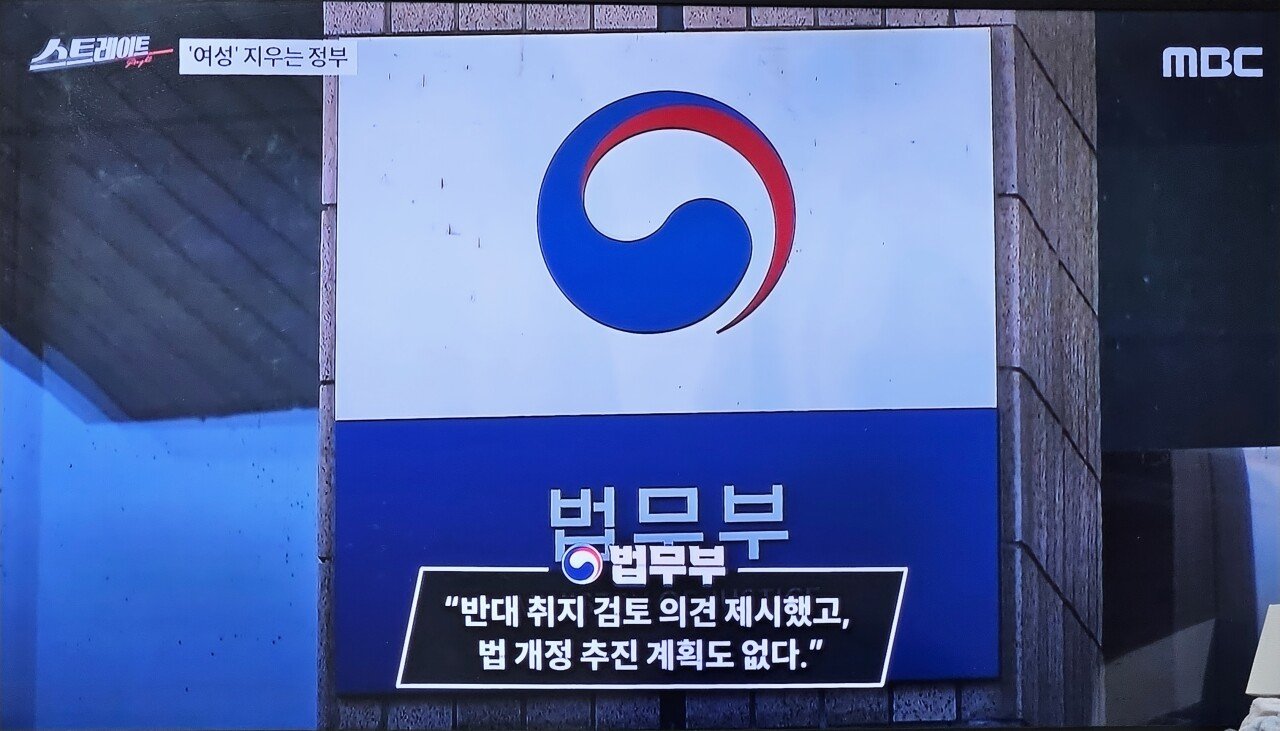 스트레이트
'여성' 지우는 정부
MBC
법무부
법무부
“반대 취지 검토 의견 제시했고,
법 개정 추진 계획도 없다.”